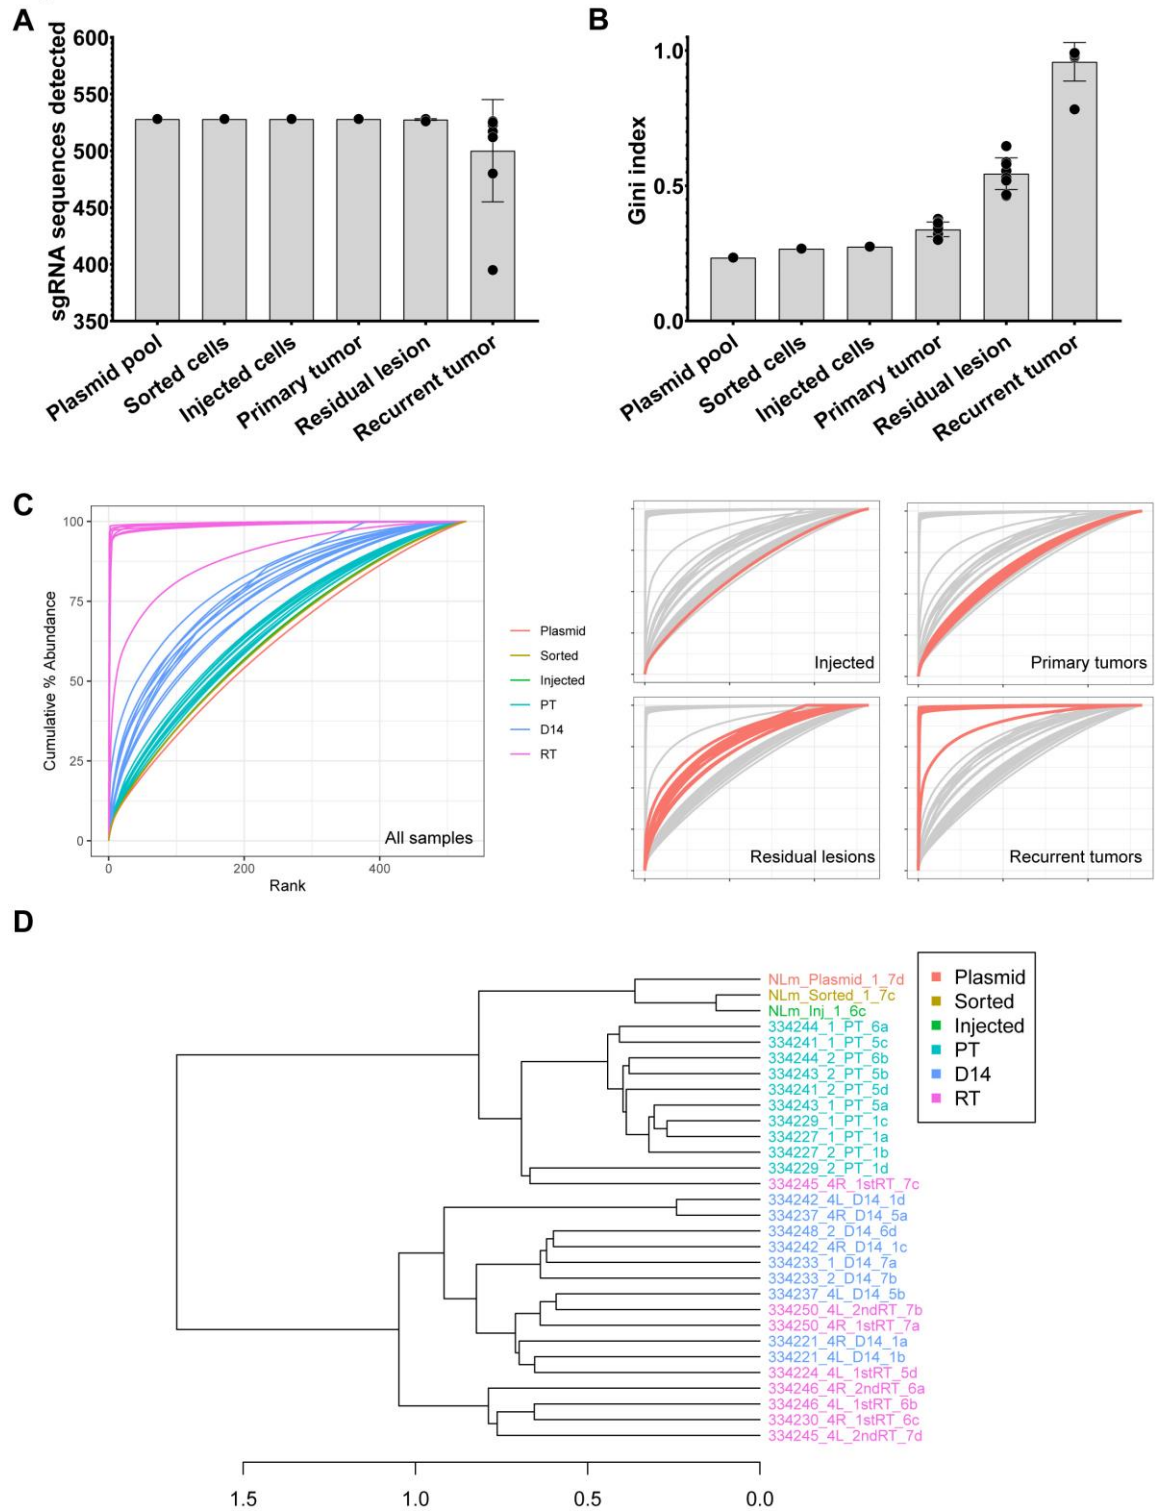 A
sgRNA sequences detected
600
550
500
450
400
350
Plasmid pool
Sorted cells
Injected cells
Primary tumor
Residual lesion
Recurrent tumor
B
Gini index
1.0
0.5
0.0
Plasmid pool
Sorted cells
Injected cells
Primary tumor
Residual lesion
Recurrent tumor
C
Cumulative % Abundance
100
75
50
25
0
0
200
400
Rank
All samples
Plasmid
Sorted
Injected
PT
D14
RT
Injected
Primary tumors
Residual lesions
Recurrent tumors
D
NLm_Plasmid_1_7d
NLm_Sorted_1_7c
NLm_Inj_1_6c
334244_1_PT_6a
334241_1_PT_5c
334244_2_PT_6b
334243_2_PT_5b
334241_2_PT_5d
334243_1_PT_5a
334229_1_PT_1c
334227_1_PT_1a
334227_2_PT_1b
334229_2_PT_1d
334245_4R_1stRT_7c
334242_4L_D14_1d
334237_4R_D14_5a
334248_2_D14_6d
334242_4R_D14_1c
334233_1_D14_7a
334233_2_D14_7b
334237_4L_D14_5b
334250_4L_2ndRT_7b
334250_4R_1stRT_7a
334221_4R_D14_1a
334221_4L_D14_1b
334224_4L_1stRT_5d
334246_4R_2ndRT_6a
334246_4L_1stRT_6b
334230_4R_1stRT_6c
334245_4L_2ndRT_7d
Plasmid
Sorted
Injected
PT
D14
RT
1.5
1.0
0.5
0.0